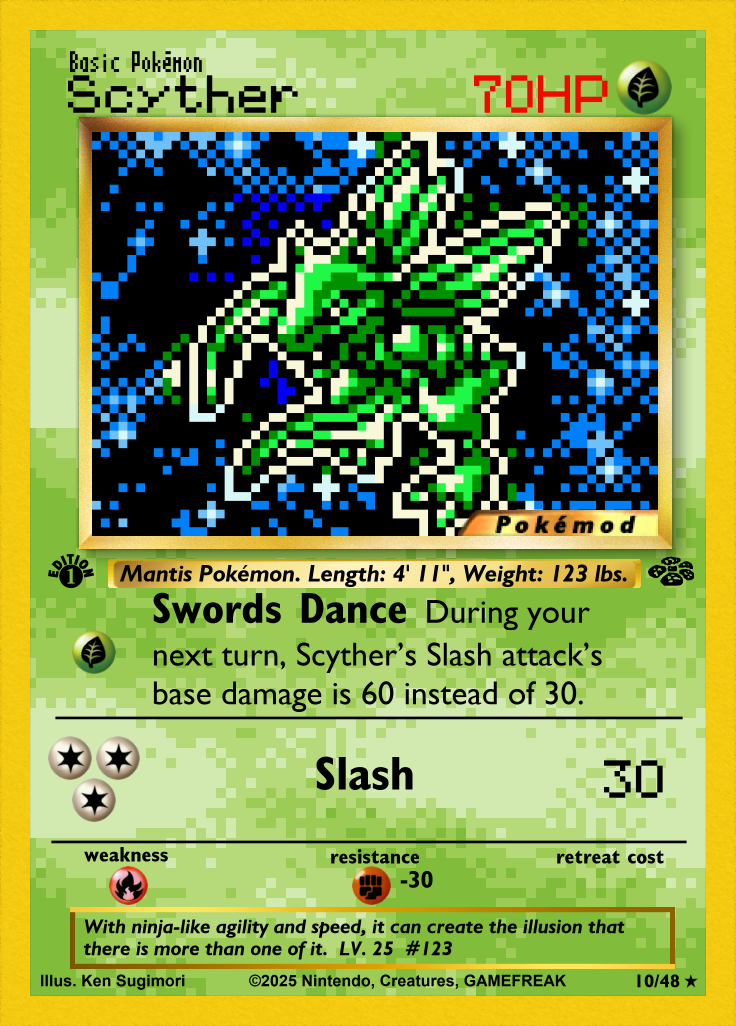 Basic Pokémon
Scyther
70HP
Pokémod
EDITION
1
Mantis Pokémon. Length: 4' 11", Weight: 123 lbs.
Swords Dance During your
next turn, Scyther’s Slash attack’s
base damage is 60 instead of 30.
Slash
30
weakness
resistance
retreat cost
-30
With ninja-like agility and speed, it can create the illusion that
there is more than one of it. LV. 25 #123
Illus. Ken Sugimori
©2025 Nintendo, Creatures, GAMEFREAK
10/48 ★